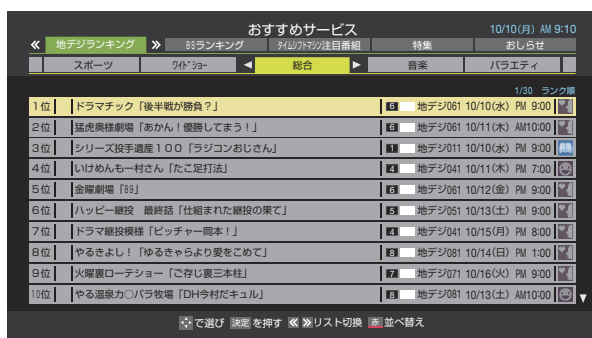 おすすめサービス 10/10(月) AM 9:10
≪ 地デジランキング ≫ BSランキング タイムシフトマシン注目番組 特集 おしらせ
スポーツ ワイドショー ◀ 総合 ▶ 音楽 バラエティ
1/30 ランク順
1位 ドラマチック「後半戦が勝負?」 6 地デジ061 10/10(水) PM 9:00
2位 猛虎奥様劇場「あかん!優勝してまう!」 6 地デジ061 10/11(木) AM10:00
3位 シリーズ投手遺産100「ラジコンおじさん」 1 地デジ011 10/10(水) PM 9:00
4位 いけめんも一村さん「たこ足打法」 4 地デジ041 10/11(木) PM 7:00
5位 金曜劇場「89」 6 地デジ061 10/12(金) PM 9:00
6位 ハッピー継投 最終話「仕組まれた継投の果て」 5 地デジ051 10/13(土) PM 9:00
7位 ドラマ継投模様「ピッチャー岡本!」 4 地デジ041 10/15(月) PM 8:00
8位 やるきよし!「ゆるきゃらより愛をこめて」 8 地デジ081 10/14(日) PM 1:00
9位 火曜裏ローテショー「ご存じ裏三本柱」 7 地デジ071 10/16(火) PM 9:00
10位 やる温泉カ○バラ牧場「DH今村だキュル」 8 地デジ081 10/13(土) AM10:00
で選び 決定 を押す ≪ ≫ リスト切換 赤 並べ替え